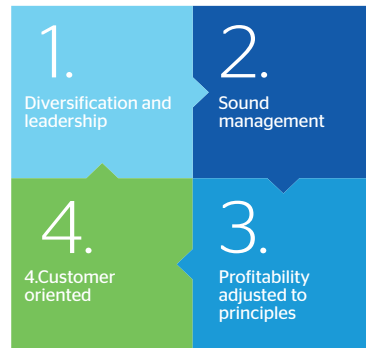 1.
Diversification and
leadership
2.
Sound
management
3.
Profitability
adjusted to
principles
4.
4.Customer
oriented